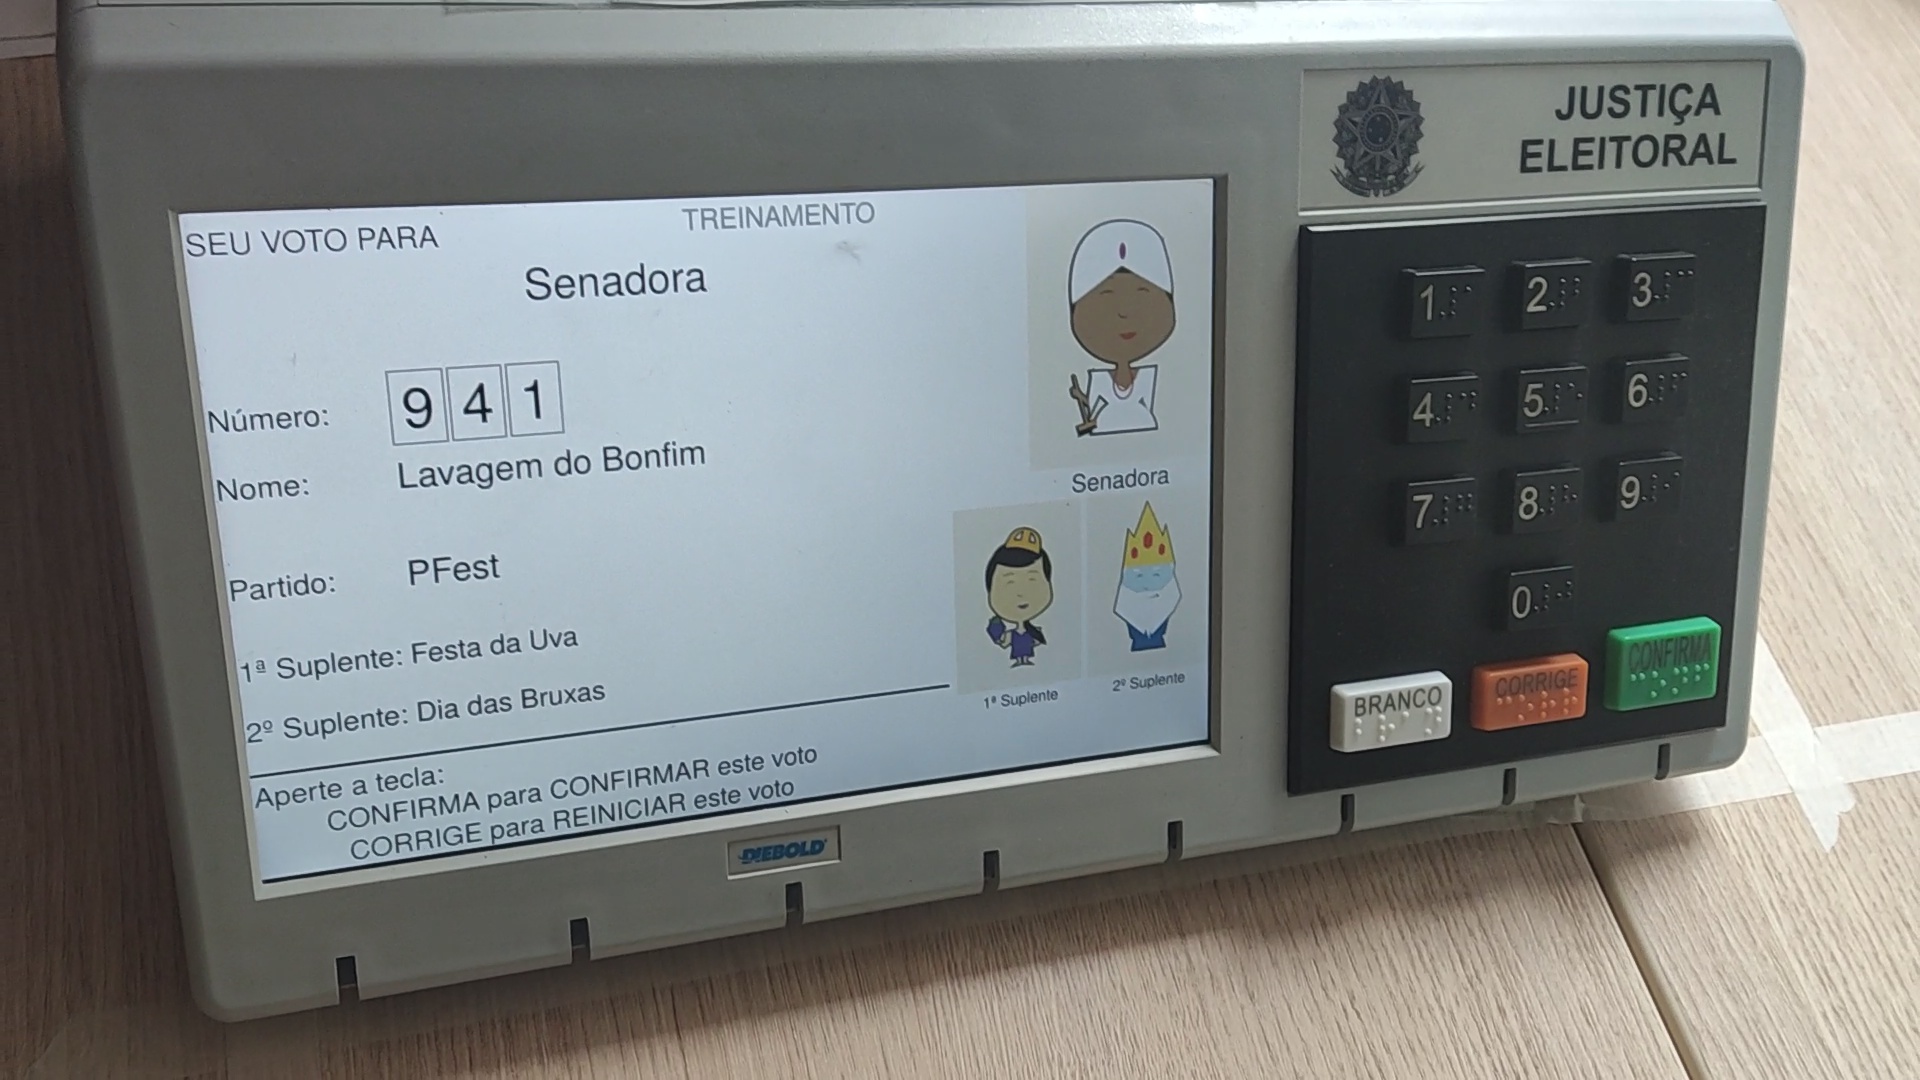 TREINAMENTO
SEU VOTO PARA
Senadora
Número: 9 4 1
Nome: Lavagem do Bonfim
Partido: PFest
1ª Suplente: Festa da Uva
2º Suplente: Dia das Bruxas
Senadora
1ª Suplente
2º Suplente
Aperte a tecla:
CONFIRMA para CONFIRMAR este voto
CORRIGE para REINICIAR este voto
DIEBOLD
JUSTIÇA
ELEITORAL
1 2 3
4 5 6
7 8 9
0
BRANCO CORRIGE CONFIRMA